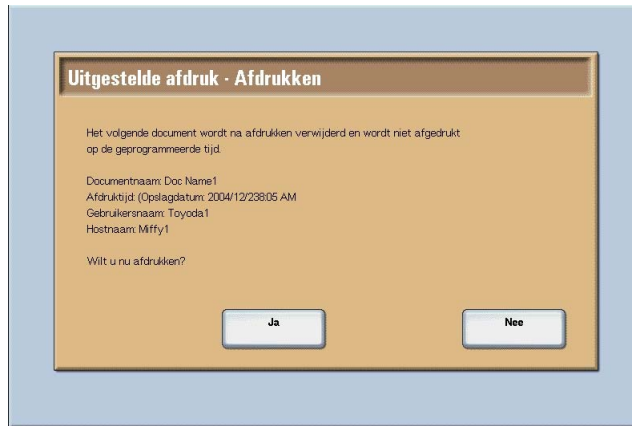 Uitgestelde afdruk - Afdrukken
Het volgende document wordt na afdrukken verwijderd en wordt niet afgedrukt
op de geprogrammeerde tijd.
Documentnaam: Doc Name1
Afdruktijd: (Opslagdatum: 2004/12/238:05 AM
Gebruikersnaam: Toyoda1
Hostnaam: Miffy1
Wilt u nu afdrukken?
Ja
Nee